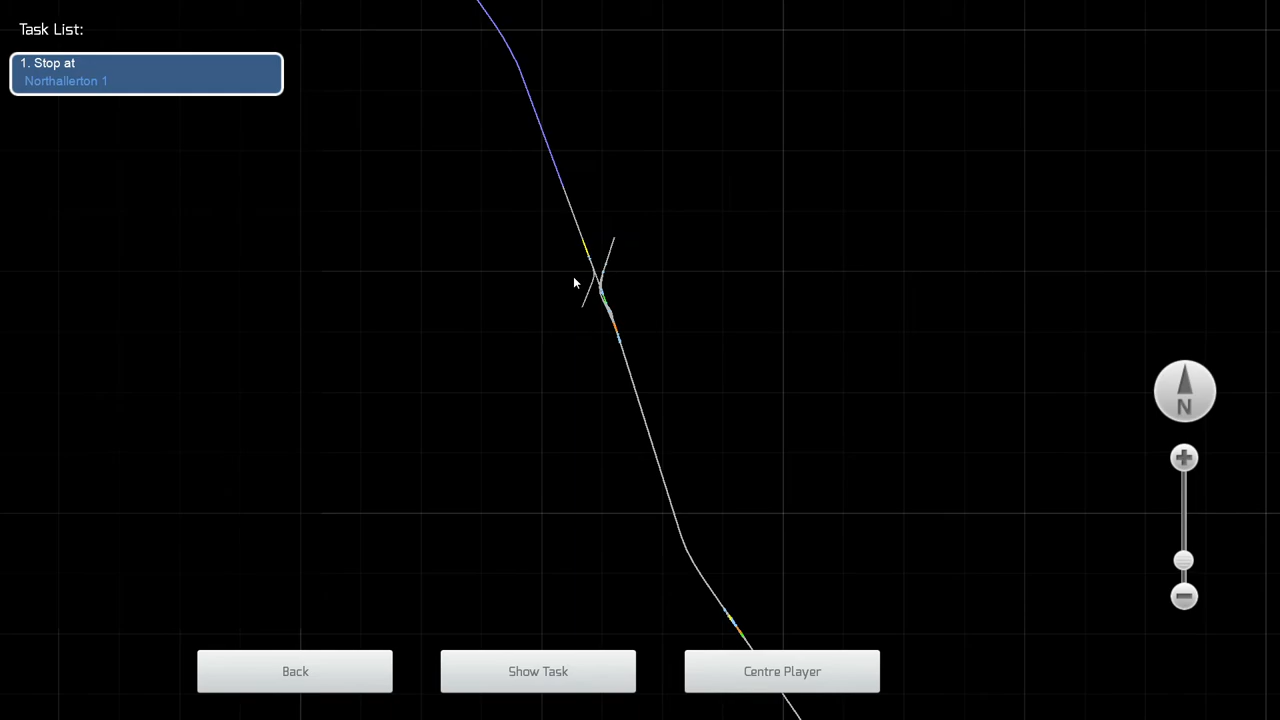 Task List:
1. Stop at
Northallerton 1
N
Back
Show Task
Centre Player